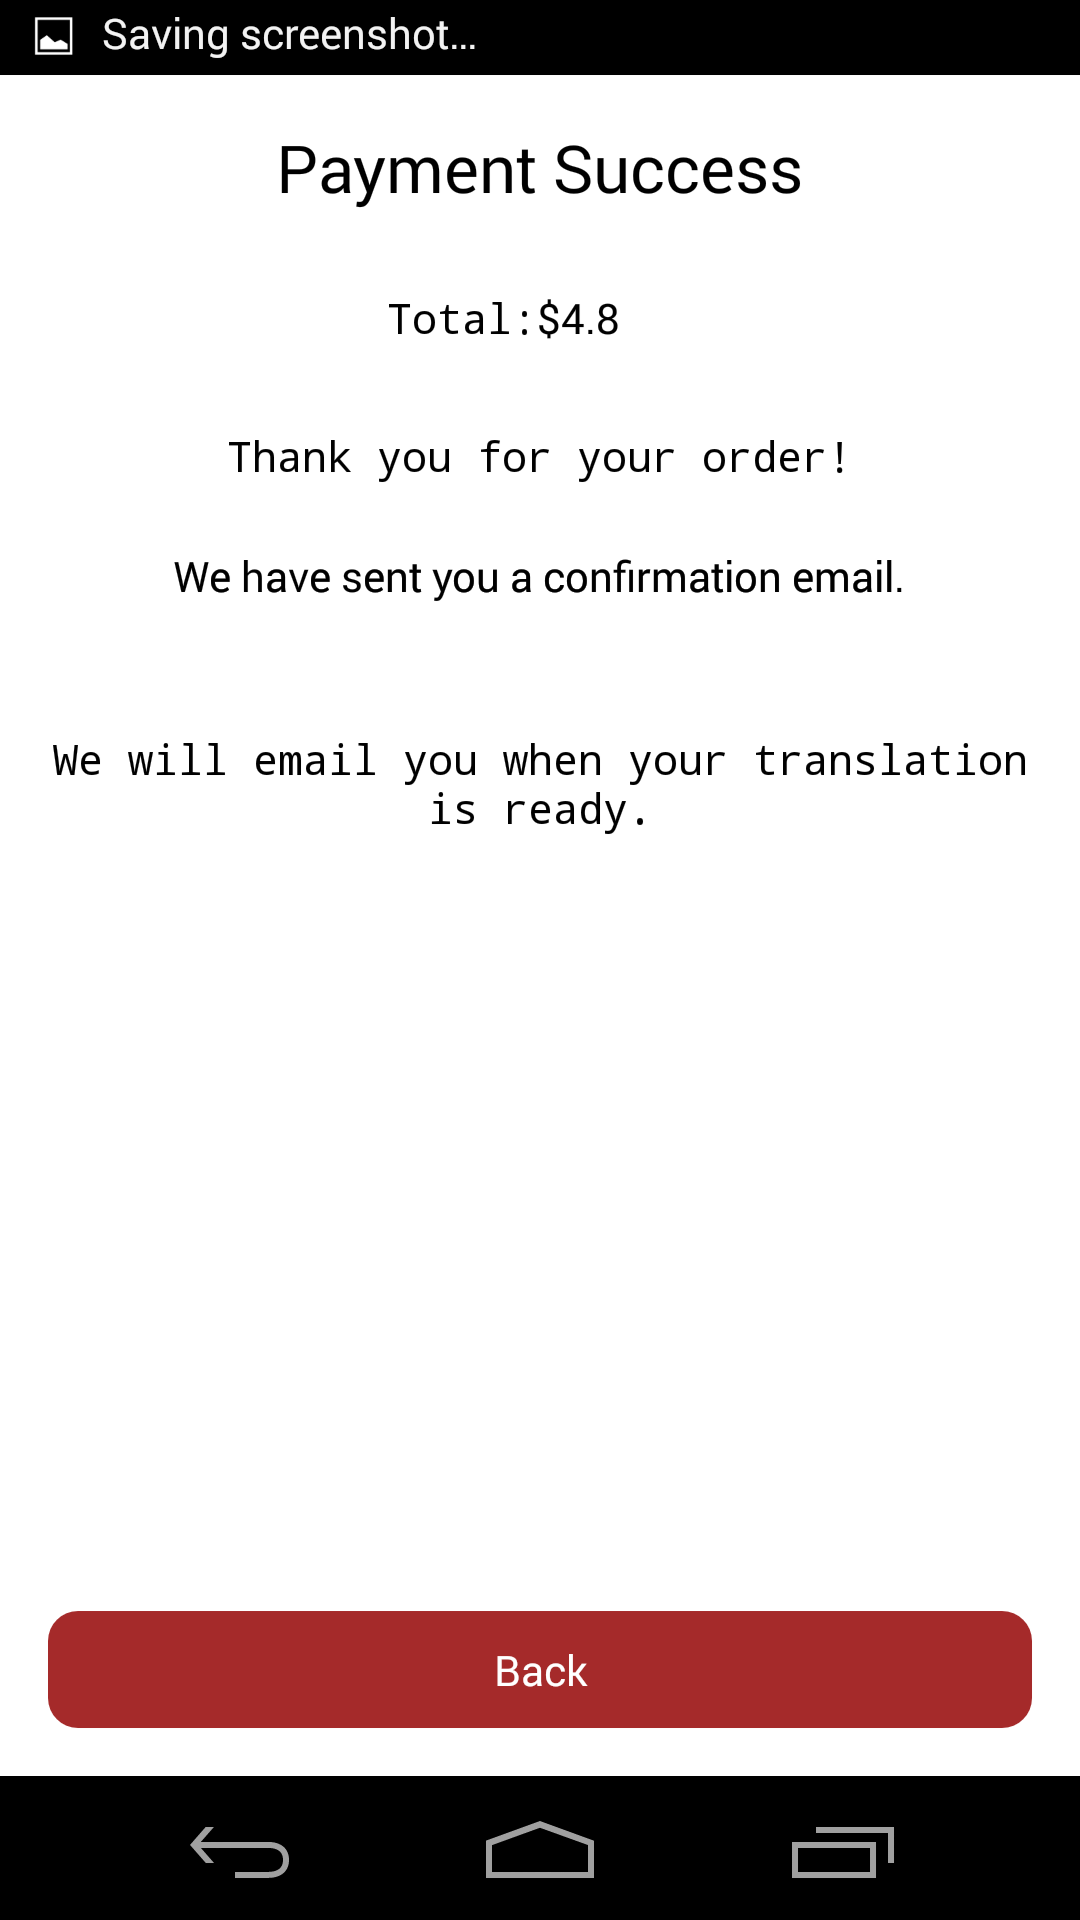 Saving screenshot...
Payment Success
Total:$4.8
Thank you for your order!
We have sent you a confirmation email.
We will email you when your translation
is ready.
Back